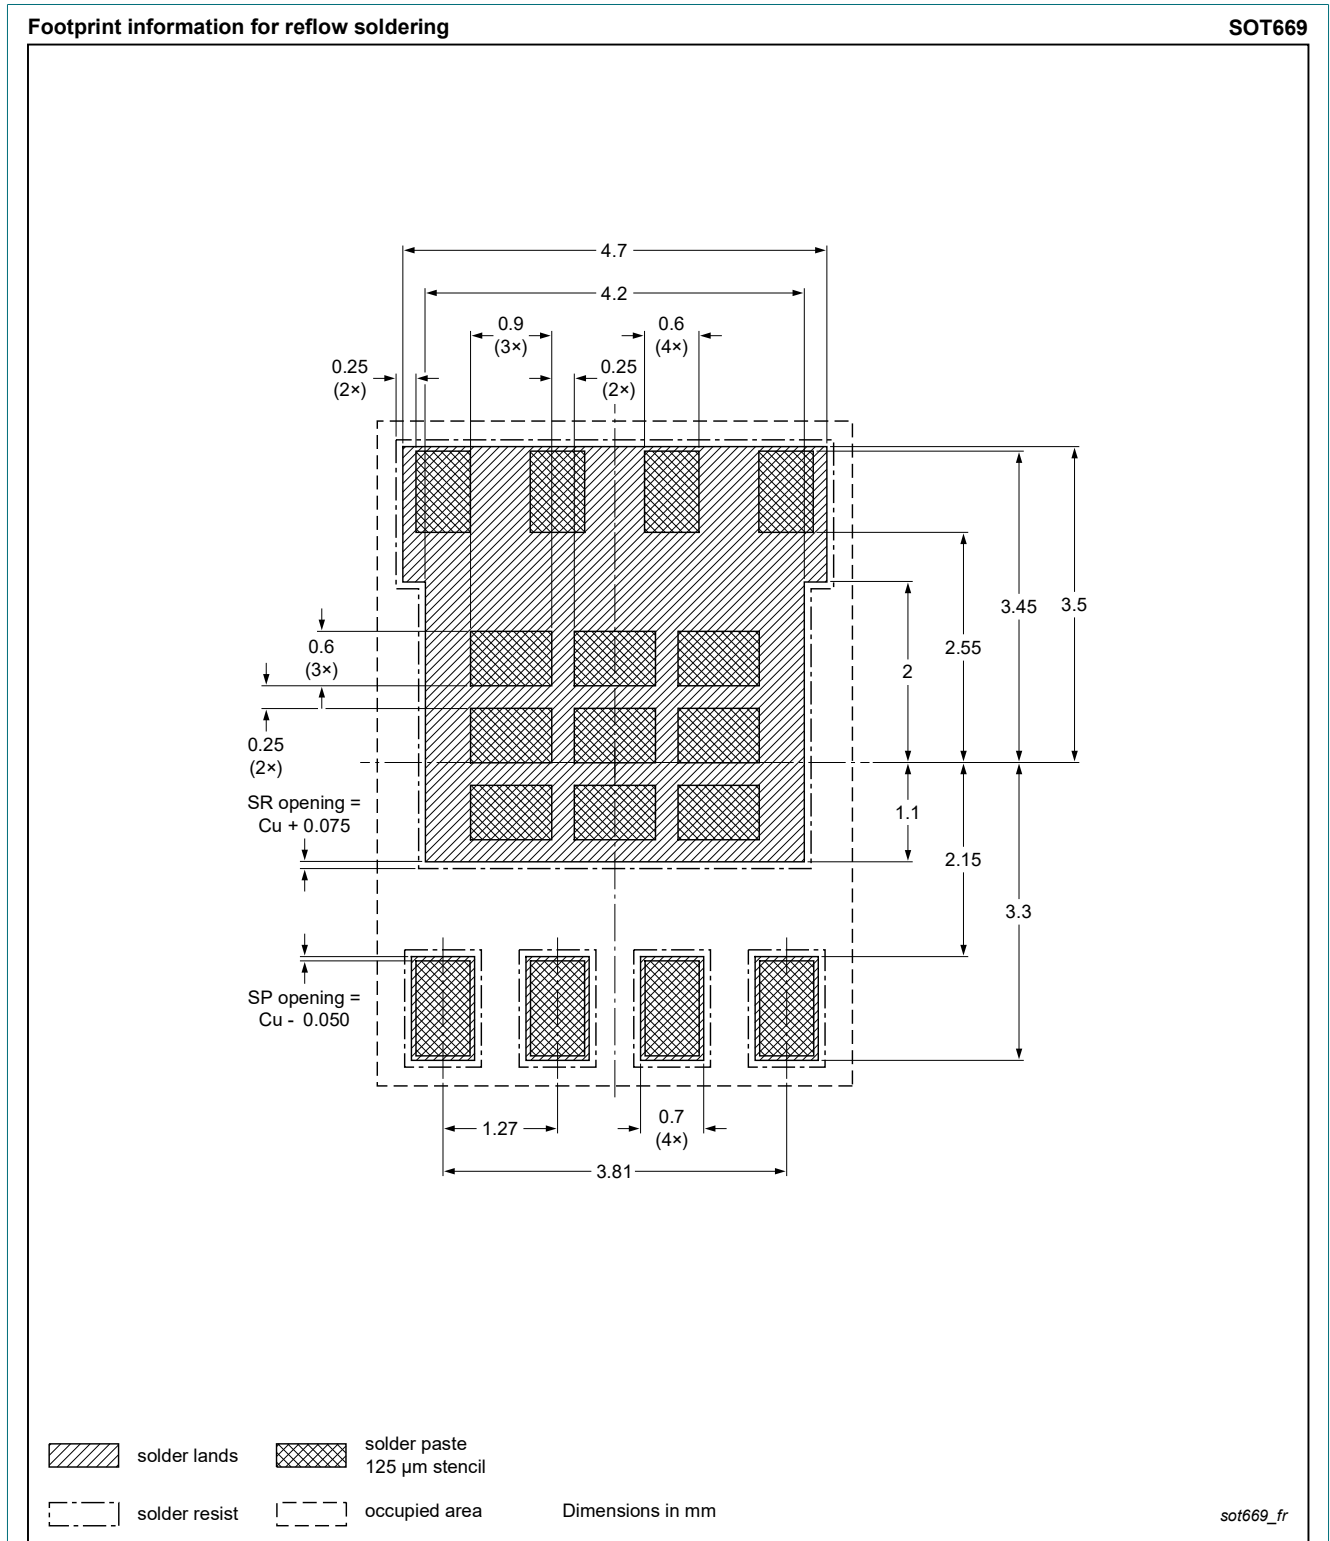 Footprint information for reflow soldering
SOT669
4.7
4.2
0.9
(3×)
0.6
(4×)
0.25
(2×)
0.25
(2×)
3.45
3.5
2.55
2
0.6
(3×)
0.25
(2×)
SR opening =
Cu + 0.075
1.1
2.15
3.3
SP opening =
Cu - 0.050
1.27
0.7
(4×)
3.81
solder lands
solder paste
125 µm stencil
solder resist
occupied area
Dimensions in mm
sot669_fr